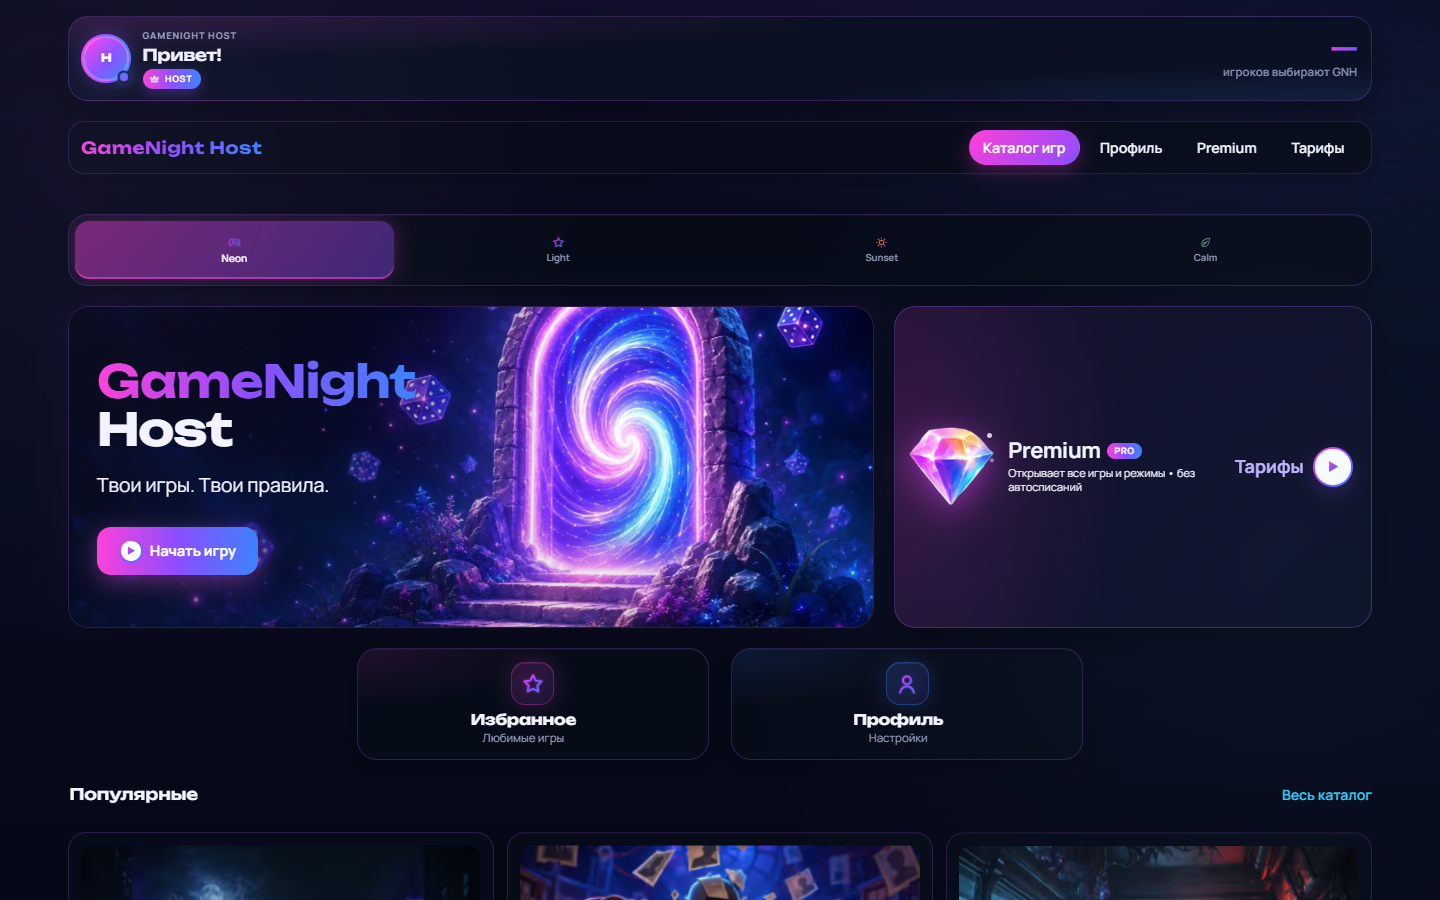 GAMENIGHT HOST
H
Привет!
HOST
игроков выбирают GNH
GameNight Host
Каталог игр
Профиль
Premium
Тарифы
Neon
Light
Sunset
Calm
GameNight
Host
Твои игры. Твои правила.
Начать игру
Premium PRO
Открывает все игры и режимы • без
автосписаний
Тарифы
Избранное
Любимые игры
Профиль
Настройки
Популярные
Весь каталог